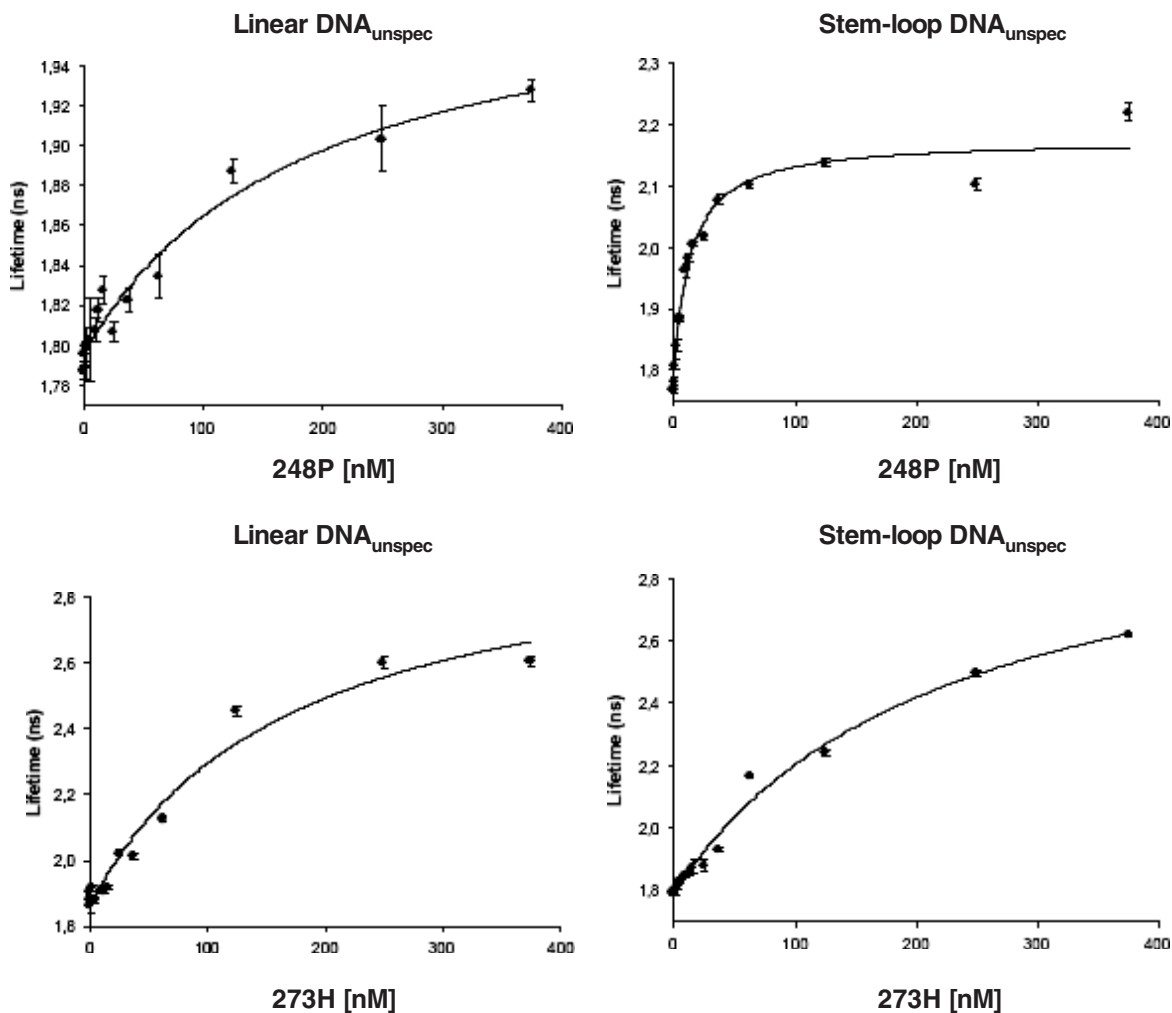 Linear DNAunspec
Stem-loop DNAunspec
1,94
1,92
1,90
1,88
1,86
1,84
1,82
1,80
1,78
Lifetime (ns)
0 100 200 300 400
248P [nM]
2,3
2,2
2,1
2,0
1,9
1,8
Lifetime (ns)
0 100 200 300 400
248P [nM]
Linear DNAunspec
Stem-loop DNAunspec
2,8
2,6
2,4
2,2
2,0
1,8
Lifetime (ns)
0 100 200 300 400
273H [nM]
2,8
2,6
2,4
2,2
2,0
1,8
Lifetime (ns)
0 100 200 300 400
273H [nM]